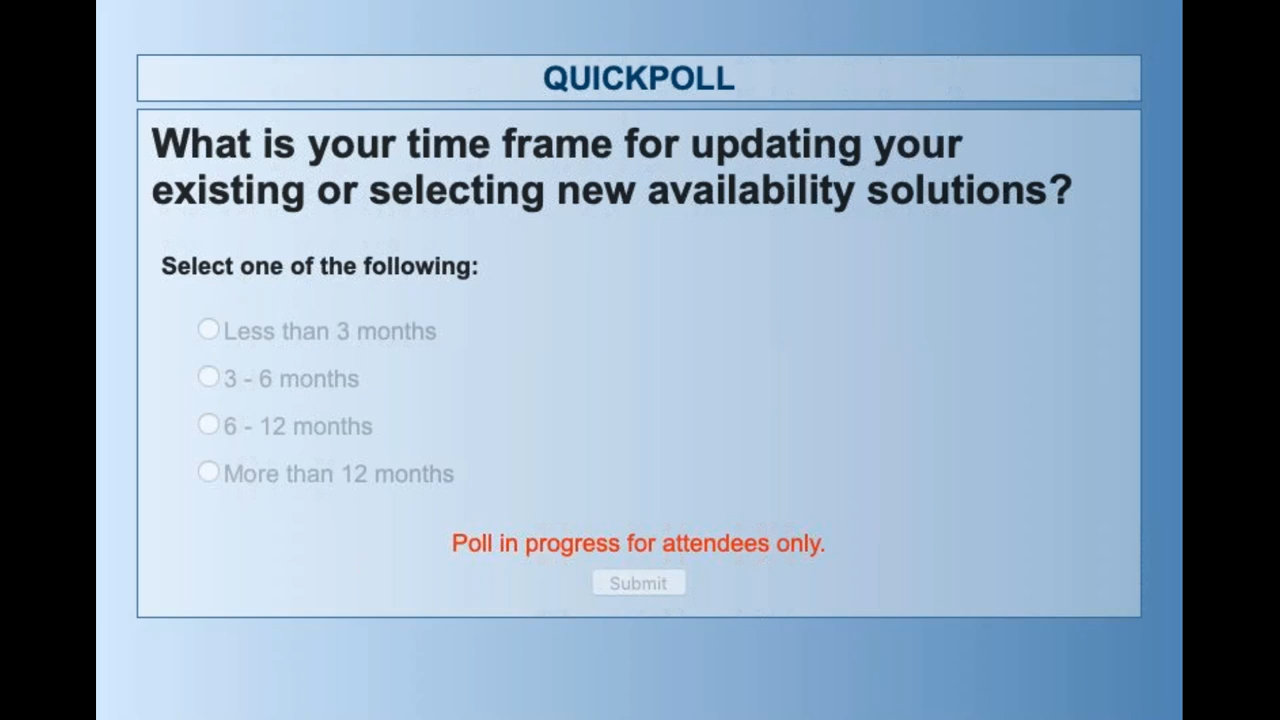 QUICKPOLL
What is your time frame for updating your
existing or selecting new availability solutions?
Select one of the following:
Less than 3 months
3 - 6 months
6 - 12 months
More than 12 months
Poll in progress for attendees only.
Submit